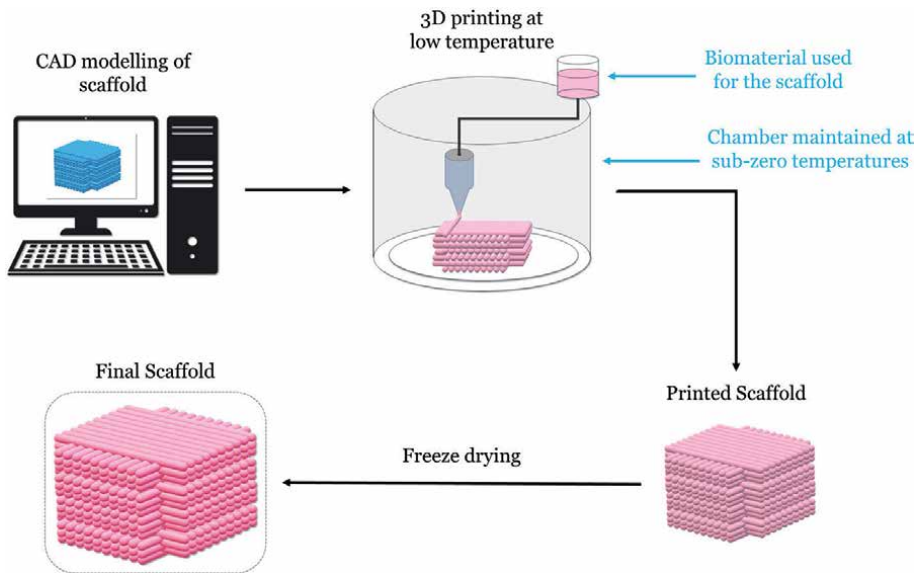 CAD modelling of
scaffold
3D printing at
low temperature
Biomaterial used
for the scaffold
Chamber maintained at
sub-zero temperatures
Final Scaffold
Freeze drying
Printed Scaffold